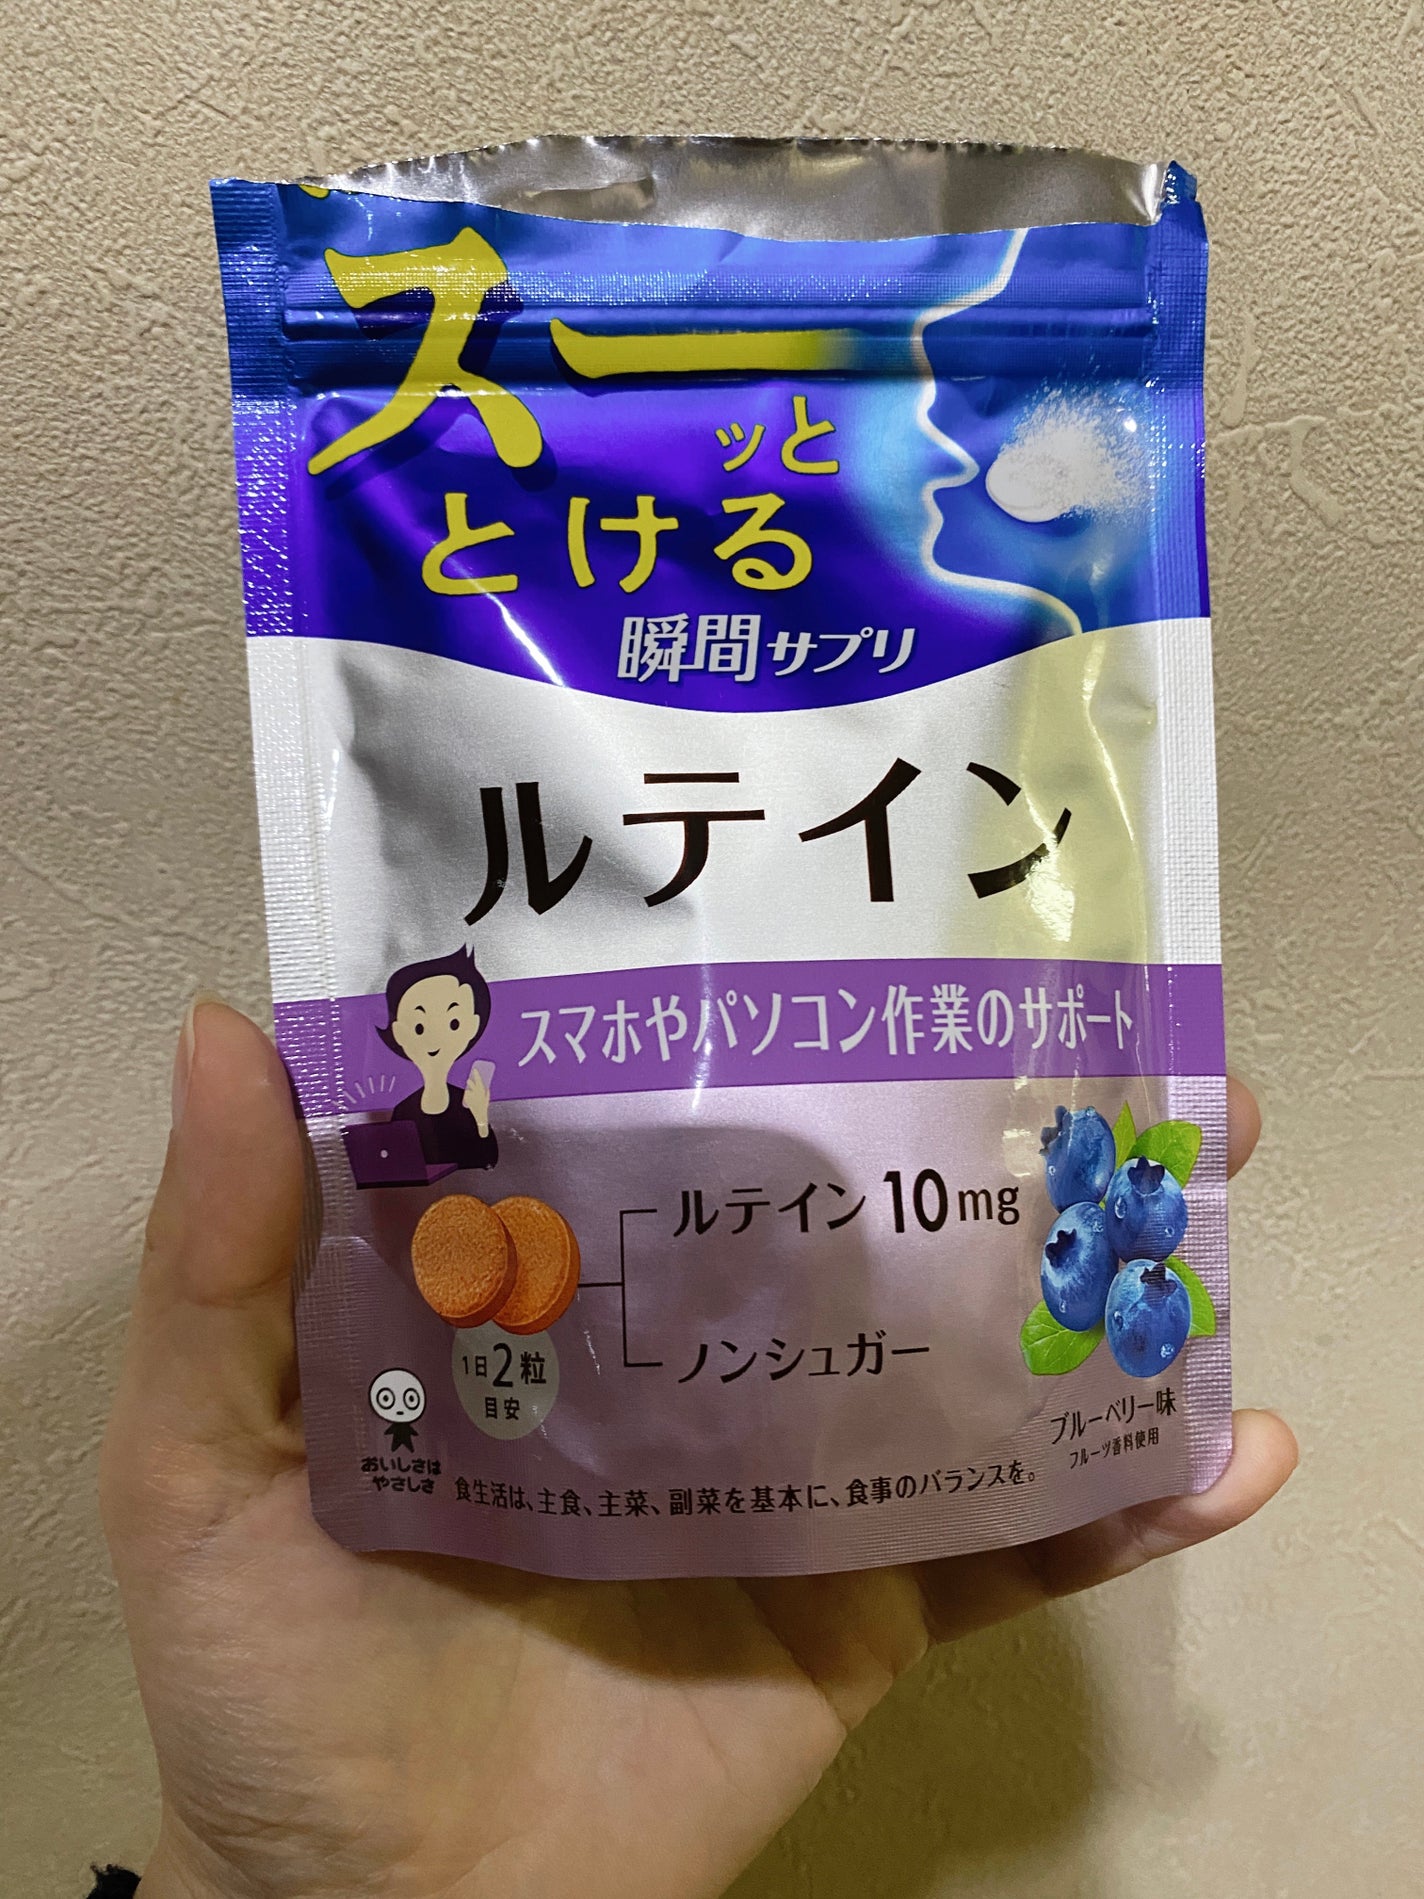 スーッと
とける
瞬間サプリ
ルテイン
スマホやパソコン作業のサポート
ルテイン10mg
ノンシュガー
1日2粒
目安
ブルーベリー味
フルーツ香料使用
おいしさは
やさしさ
食生活は、主食、主菜、副菜を基本に、食事のバランスを。